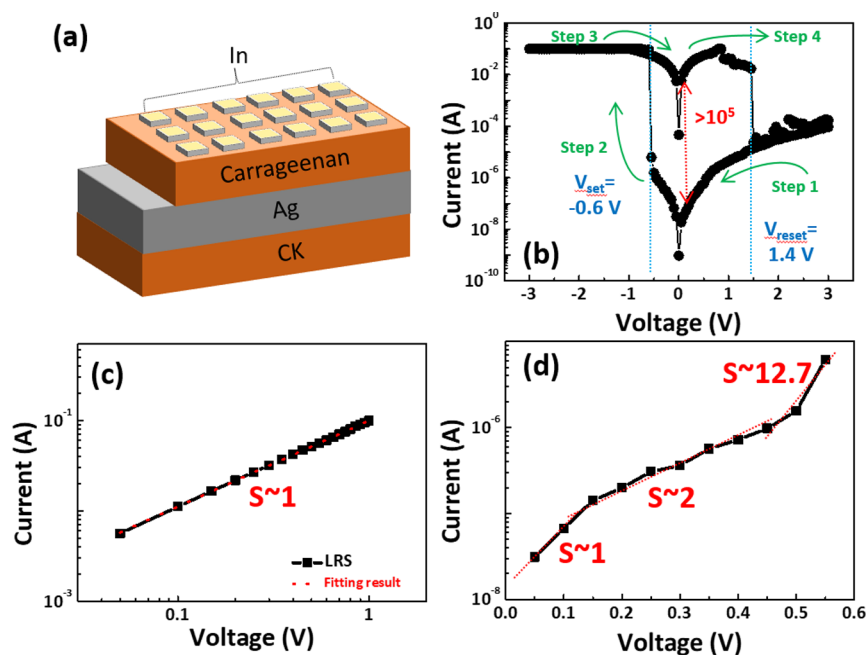 (a)
In
Carrageenan
Ag
CK
(b)
Current (A)
10⁰
10⁻²
10⁻⁴
10⁻⁶
10⁻⁸
10⁻¹⁰
Step 3
Step 4
>10⁵
Step 2
Step 1
V_set=
-0.6 V
V_reset=
1.4 V
-3 -2 -1 0 1 2 3
Voltage (V)
(c)
Current (A)
10⁻¹
10⁻³
S~1
LRS
Fitting result
0.1 1
Voltage (V)
(d)
Current (A)
10⁻⁶
10⁻⁸
S~12.7
S~2
S~1
0.0 0.1 0.2 0.3 0.4 0.5 0.6
Voltage (V)